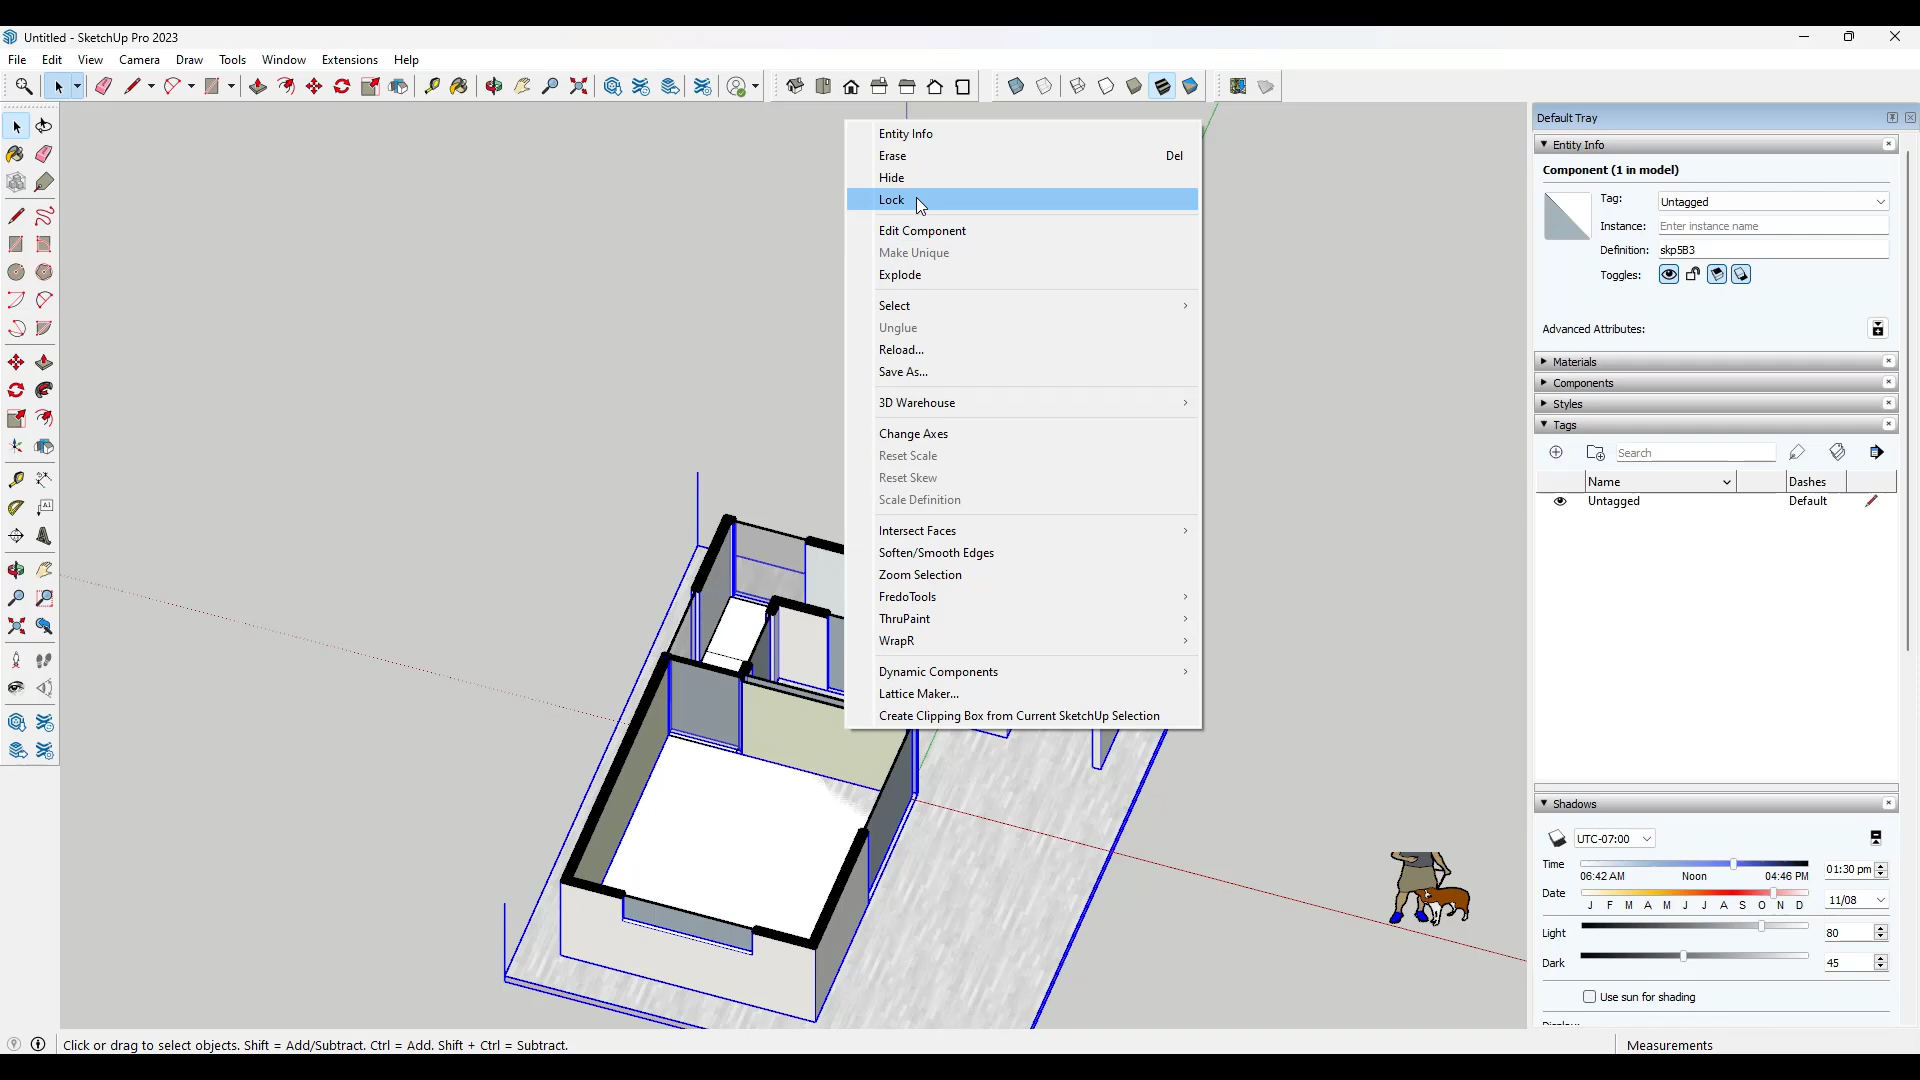 Untitled - SketchUp Pro 2023
File Edit View Camera Draw Tools Window Extensions Help
Entity Info
Erase Del
Hide
Lock
Edit Component
Make Unique
Explode
Select
Unglue
Reload...
Save As...
3D Warehouse
Change Axes
Reset Scale
Reset Skew
Scale Definition
Intersect Faces
Soften/Smooth Edges
Zoom Selection
FredoTools
ThruPaint
WrapR
Dynamic Components
Lattice Maker...
Create Clipping Box from Current SketchUp Selection
Default Tray
Entity Info
Component (1 in model)
Tag: Untagged
Instance: Enter instance name
Definition: skp5B3
Toggles:
Advanced Attributes:
Materials
Components
Styles
Tags
Search
Name Dashes
Untagged Default
Shadows
UTC-07:00
Time 01:30 pm
06:42 AM Noon 04:46 PM
Date 11/08
J F M A M J J A S O N D
Light 80
Dark 45
Use sun for shading
Click or drag to select objects. Shift = Add/Subtract. Ctrl = Add. Shift + Ctrl = Subtract.
Measurements